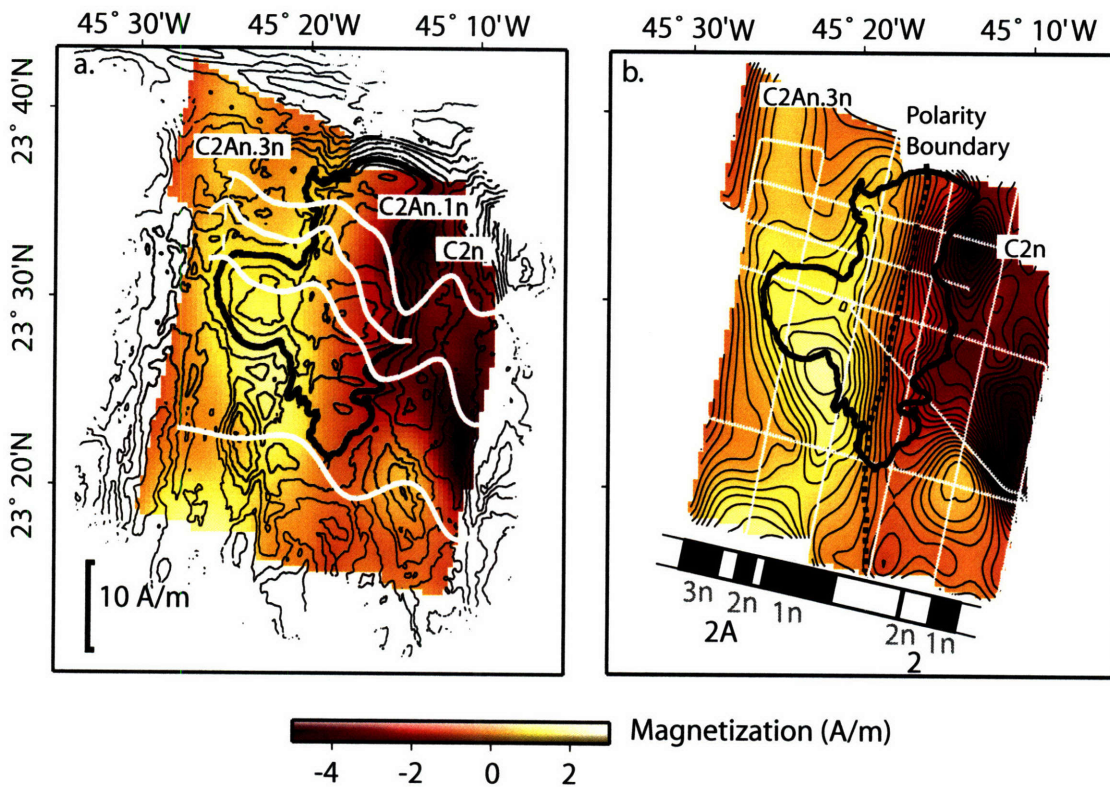 45° 30'W 45° 20'W 45° 10'W
45° 20'W 45° 10'W
23° 40'N
23° 30'N
23° 20'N
a.
C2An.3n
C2An.1n
C2n
10 A/m
b.
C2An.3n
Polarity
Boundary
C2n
3n 2n 1n 2n 1n
2A 2
Magnetization (A/m)
-4 -2 0 2